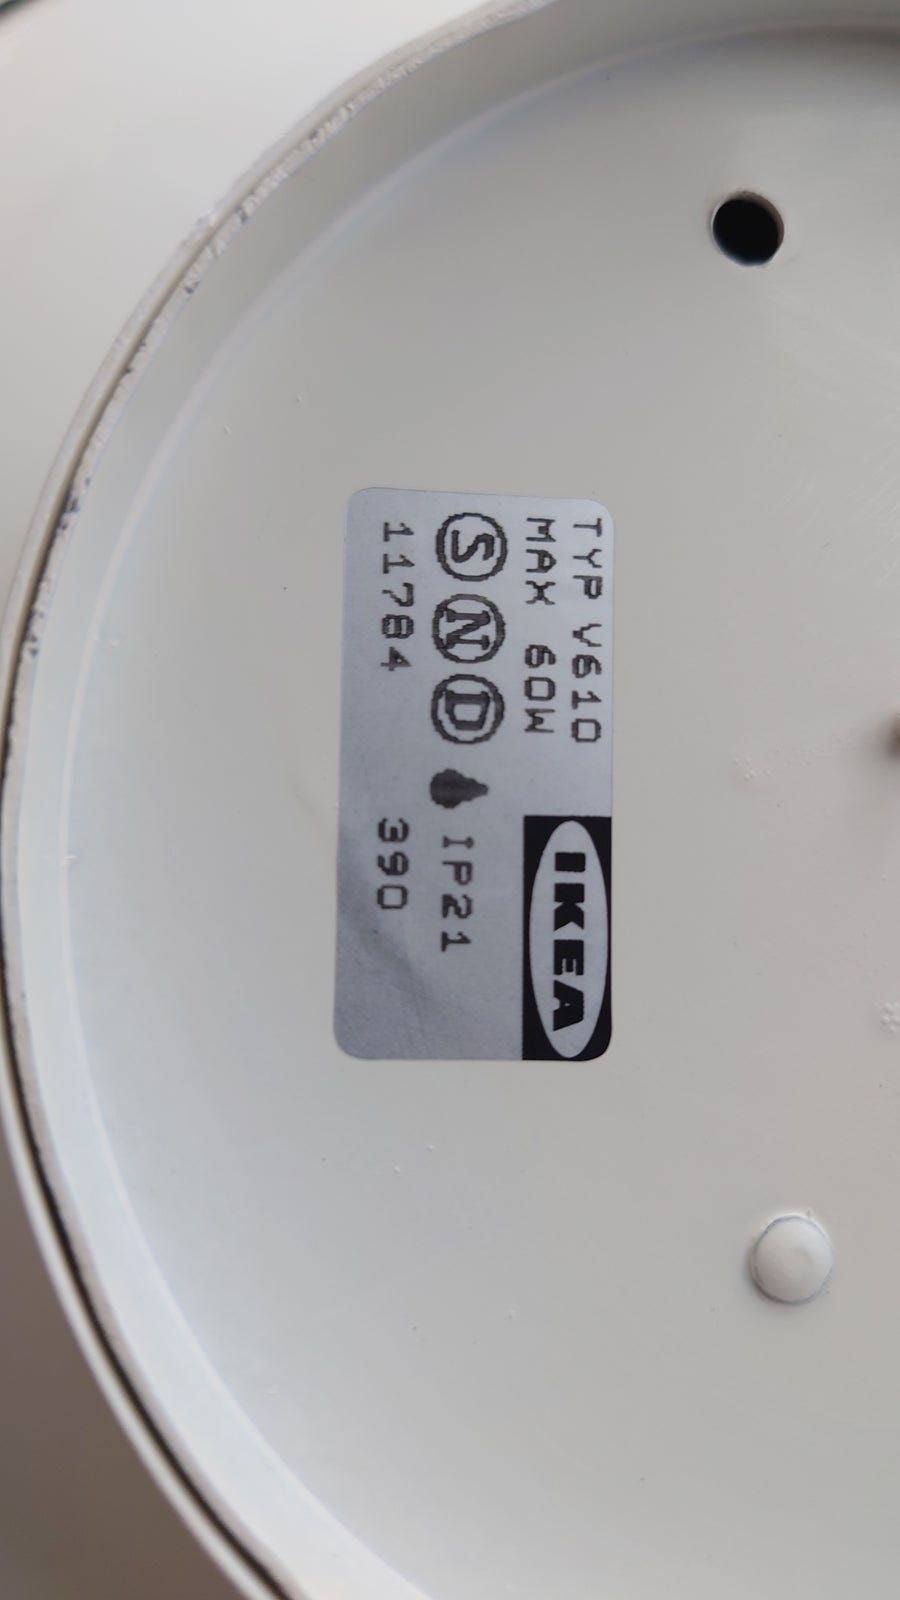 TYP V610
MAX 60W
IKEA
S N D IP21
11784 390